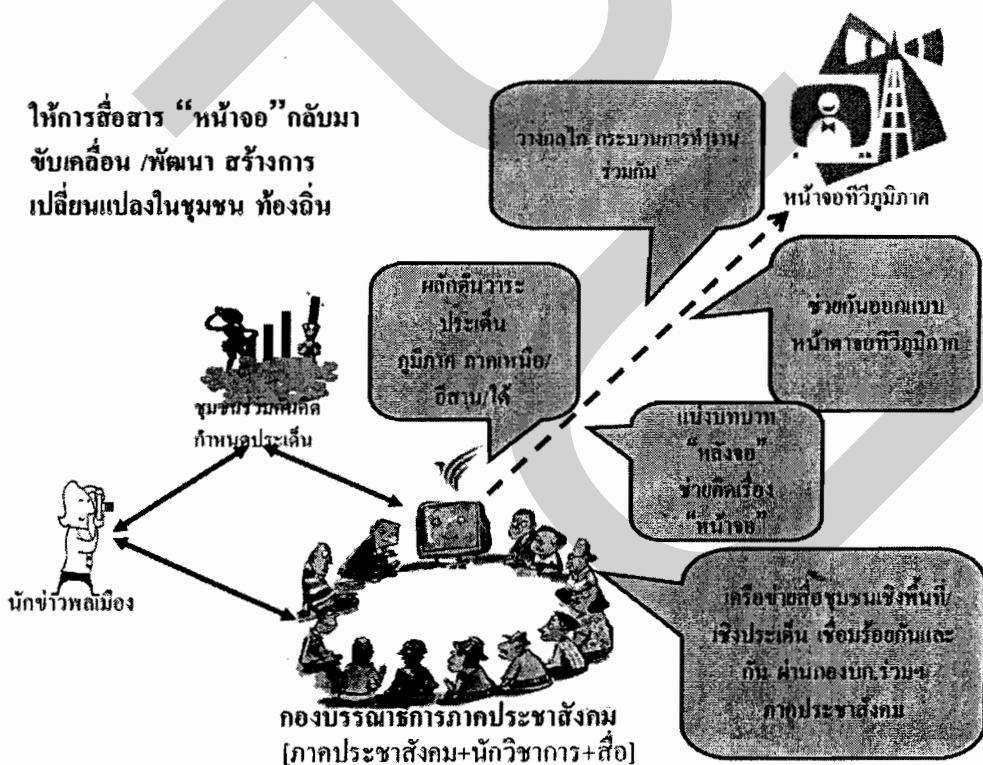 ให้การสื่อสาร “หน้าจอ” กลับมา
ขับเคลื่อน /พัฒนา สร้างการ
เปลี่ยนแปลงในชุมชน ท้องถิ่น
วางกลไก กระบวนการทำงาน
ร่วมกัน
หน้าจอทีวีภูมิภาค
ผลักดันวาระ
ประเด็น
ภูมิภาค ภาคเหนือ/
อีสาน/ใต้
ช่วยกันออกแบบ
หน้าตาจอทีวีภูมิภาค
ชุมชนร่วมกันคิด
กำหนดประเด็น
แบ่งบทบาท
“หลังจอ”
ช่วยคิดเรื่อง
“หน้าจอ”
นักข่าวพลเมือง
เครือข่ายสื่อชุมชนเชิงพื้นที่/
เชิงประเด็น เชื่อมร้อยกันและ
กัน ผ่านกองบก.ร่วมฯ
ภาคประชาสังคม
กองบรรณาธิการภาคประชาสังคม
[ภาคประชาสังคม+นักวิชาการ+สื่อ]